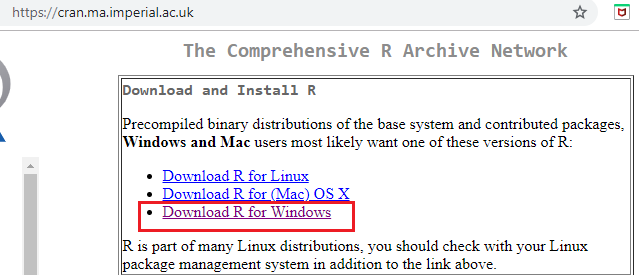 https://cran.ma.imperial.ac.uk
The Comprehensive R Archive Network
Download and Install R
Precompiled binary distributions of the base system and contributed packages,
Windows and Mac users most likely want one of these versions of R:
Download R for Linux
Download R for (Mac) OS X
Download R for Windows
R is part of many Linux distributions, you should check with your Linux
package management system in addition to the link above.